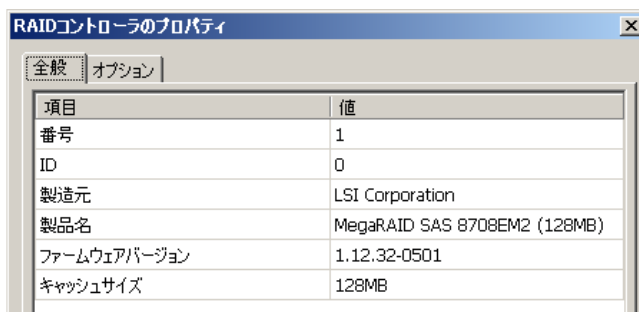 RAIDコントローラのプロパティ
全般 オプション
項目 値
番号 1
ID 0
製造元 LSI Corporation
製品名 MegaRAID SAS 8708EM2 (128MB)
ファームウェアバージョン 1.12.32-0501
キャッシュサイズ 128MB